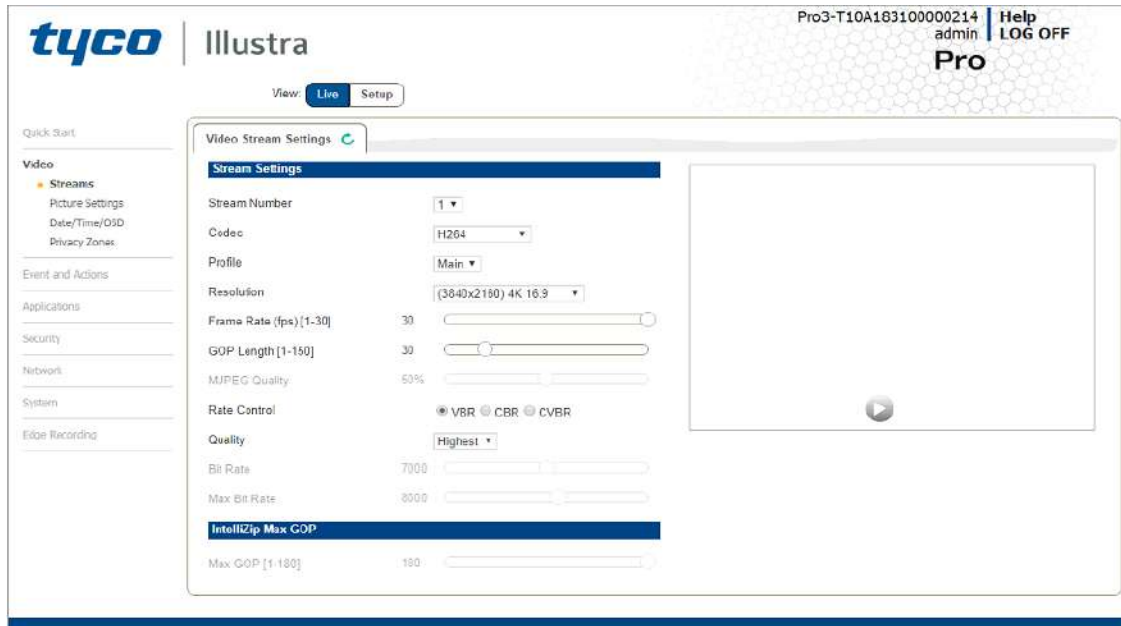 tyco | Illustra
Pro3-T10A183100000214 Help
admin LOG OFF
Pro
View: Live Setup
Quick Start
Video
Streams
Picture Settings
Date/Time/OSD
Privacy Zones
Event and Actions
Applications
Security
Network
System
Edge Recording
Video Stream Settings
Stream Settings
Stream Number 1
Codec H264
Profile Main
Resolution (3840x2160) 4K 16:9
Frame Rate (fps) [1-30] 30
GOP Length [1-150] 30
MJPEG Quality 50%
Rate Control VBR CBR CVBR
Quality Highest
Bit Rate 7000
Max Bit Rate 8000
IntelliZip Max GOP
Max GOP [1-180] 180